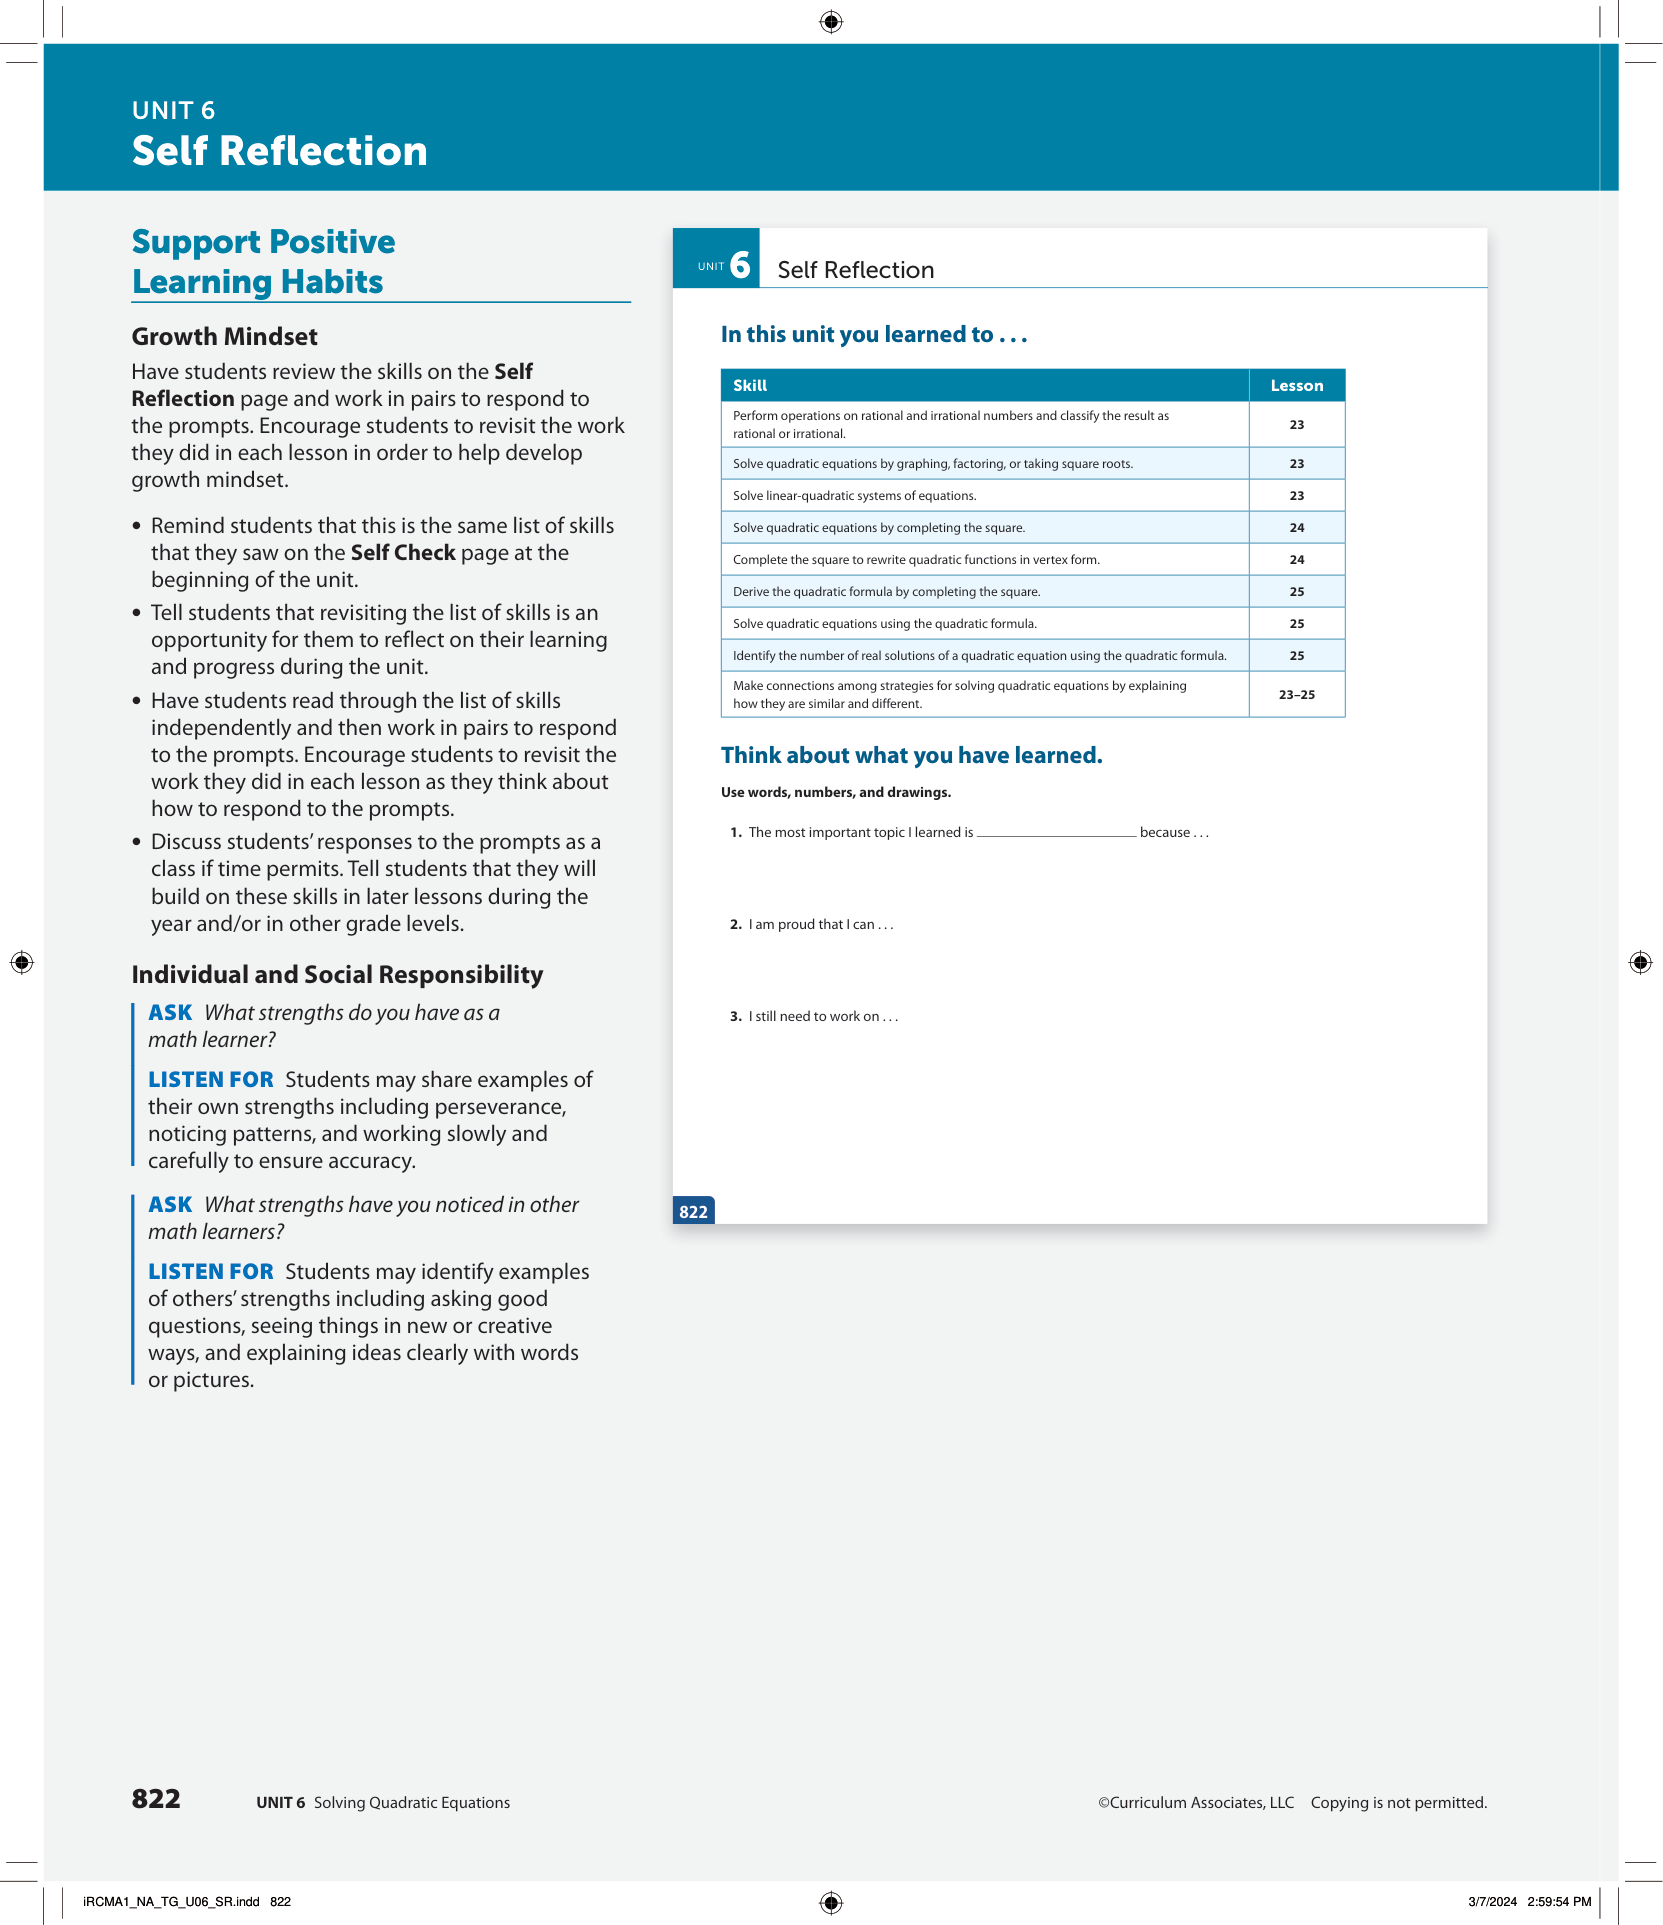 UNIT 6
Self Reflection
Support Positive
Learning Habits
Growth Mindset
Have students review the skills on the Self
Reflection page and work in pairs to respond to
the prompts. Encourage students to revisit the work
they did in each lesson in order to help develop
growth mindset.
• Remind students that this is the same list of skills
that they saw on the Self Check page at the
beginning of the unit.
• Tell students that revisiting the list of skills is an
opportunity for them to reflect on their learning
and progress during the unit.
• Have students read through the list of skills
independently and then work in pairs to respond
to the prompts. Encourage students to revisit the
work they did in each lesson as they think about
how to respond to the prompts.
• Discuss students’ responses to the prompts as a
class if time permits. Tell students that they will
build on these skills in later lessons during the
year and/or in other grade levels.
Individual and Social Responsibility
ASK What strengths do you have as a
math learner?
LISTEN FOR Students may share examples of
their own strengths including perseverance,
noticing patterns, and working slowly and
carefully to ensure accuracy.
ASK What strengths have you noticed in other
math learners?
LISTEN FOR Students may identify examples
of others’ strengths including asking good
questions, seeing things in new or creative
ways, and explaining ideas clearly with words
or pictures.
UNIT 6 Self Reflection
In this unit you learned to . . .
Skill Lesson
Perform operations on rational and irrational numbers and classify the result as
rational or irrational. 23
Solve quadratic equations by graphing, factoring, or taking square roots. 23
Solve linear-quadratic systems of equations. 23
Solve quadratic equations by completing the square. 24
Complete the square to rewrite quadratic functions in vertex form. 24
Derive the quadratic formula by completing the square. 25
Solve quadratic equations using the quadratic formula. 25
Identify the number of real solutions of a quadratic equation using the quadratic formula. 25
Make connections among strategies for solving quadratic equations by explaining
how they are similar and different. 23–25
Think about what you have learned.
Use words, numbers, and drawings.
1. The most important topic I learned is ____________________ because . . .
2. I am proud that I can . . .
3. I still need to work on . . .
822
822 UNIT 6 Solving Quadratic Equations ©Curriculum Associates, LLC Copying is not permitted.
iRCMA1_NA_TG_U06_SR.indd 822 3/7/2024 2:59:54 PM